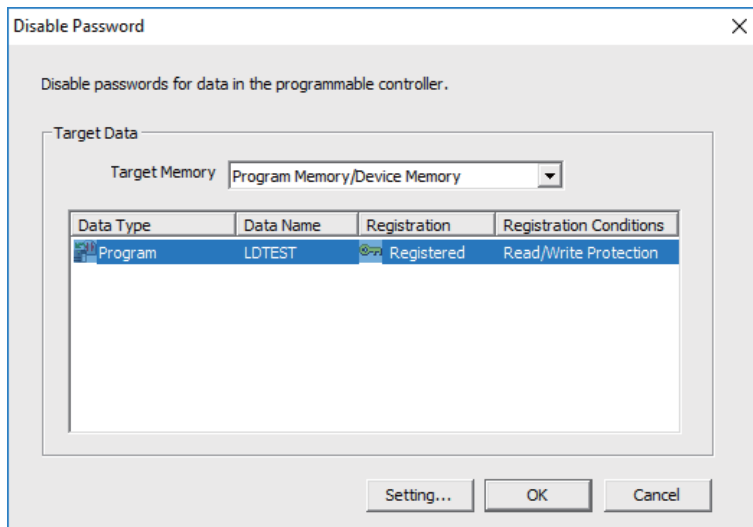 Disable Password
Disable passwords for data in the programmable controller.
Target Data
Target Memory Program Memory/Device Memory
Data Type Data Name Registration Registration Conditions
Program LDTEST Registered Read/Write Protection
Setting... OK Cancel